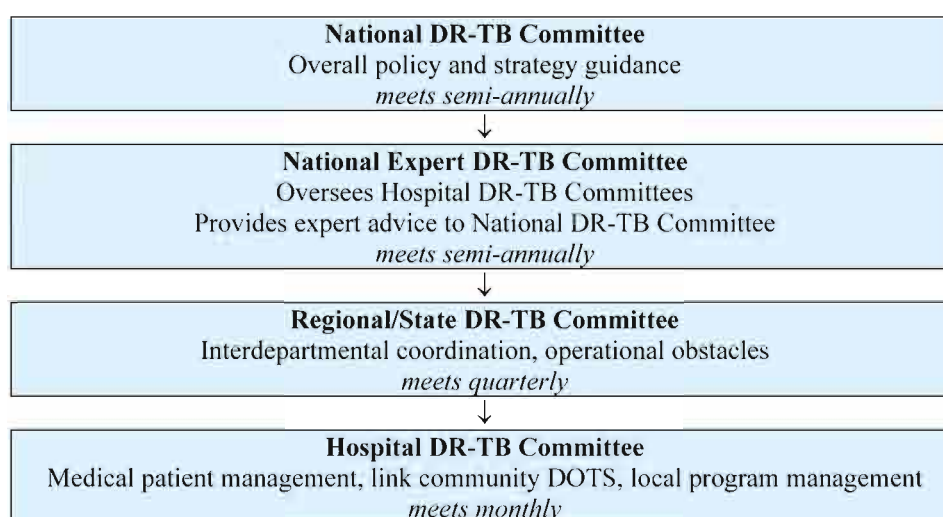 National DR-TB Committee
Overall policy and strategy guidance
meets semi-annually
↓
National Expert DR-TB Committee
Oversees Hospital DR-TB Committees
Provides expert advice to National DR-TB Committee
meets semi-annually
↓
Regional/State DR-TB Committee
Interdepartmental coordination, operational obstacles
meets quarterly
↓
Hospital DR-TB Committee
Medical patient management, link community DOTS, local program management
meets monthly